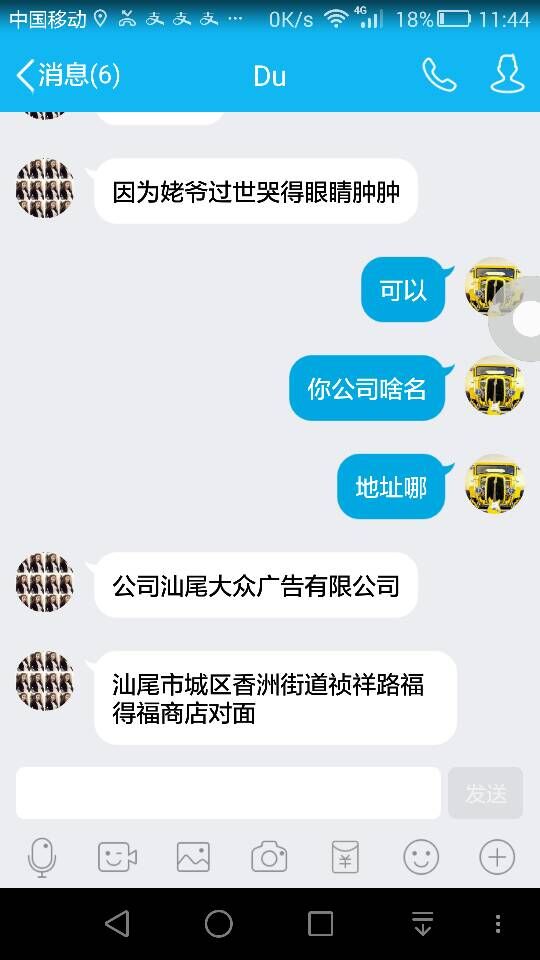 中国移动 ... 0K/s 4G 18% 11:44
消息(6) Du
因为姥爷过世哭得眼睛肿肿
可以
你公司啥名
地址哪
公司汕尾大众广告有限公司
汕尾市城区香洲街道祯祥路福
得福商店对面
发送